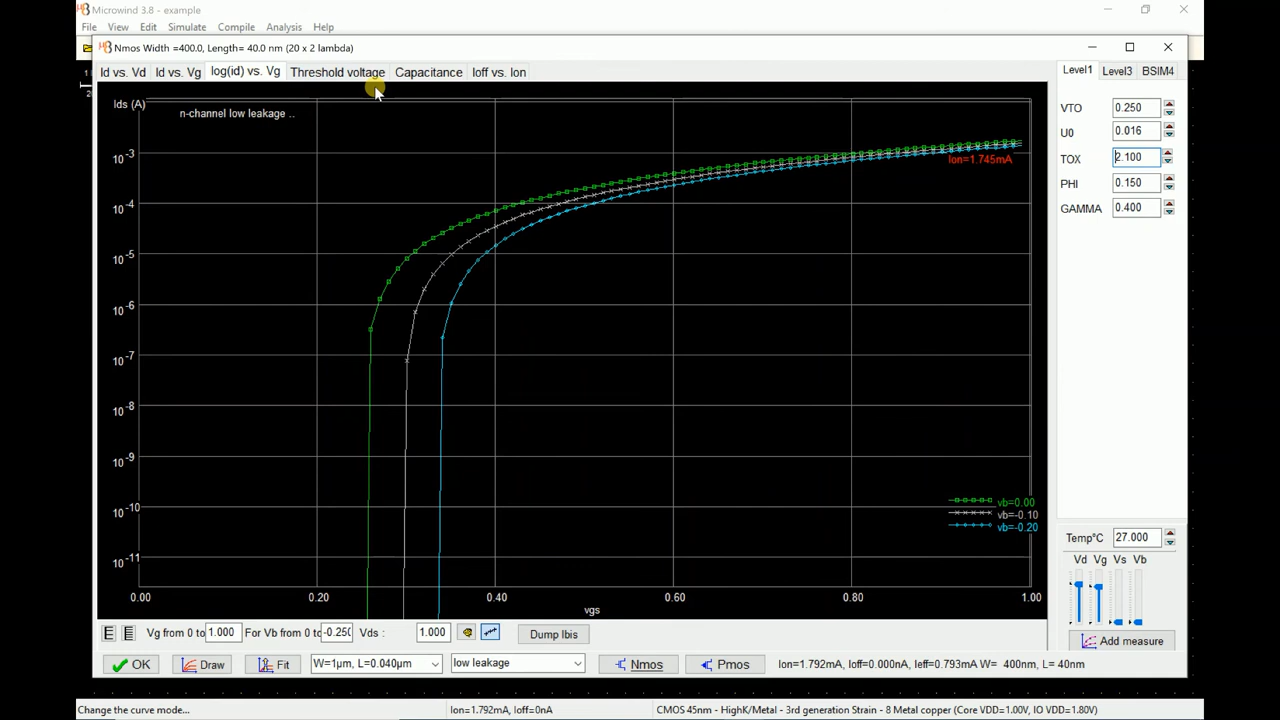 Microwind 3.8 - example
File View Edit Simulate Compile Analysis Help
Nmos Width =400.0, Length= 40.0 nm (20 x 2 lambda)
Id vs. Vd Id vs. Vg log(id) vs. Vg Threshold voltage Capacitance Ioff vs. Ion
Level1 Level3 BSIM4
Ids (A)
n-channel low leakage ..
Ion=1.745mA
10-3
10-4
10-5
10-6
10-7
10-8
10-9
10-10
10-11
vb=0.00
vb=-0.10
vb=-0.20
0.00 0.20 0.40 0.60 0.80 1.00
vgs
VTO 0.250
U0 0.016
TOX 2.100
PHI 0.150
GAMMA 0.400
Temp°C 27.000
Vd Vg Vs Vb
Add measure
Vg from 0 to 1.000 For Vb from 0 to -0.250 Vds : 1.000 Dump Ibis
OK Draw Fit W=1µm, L=0.040µm low leakage Nmos Pmos Ion=1.792mA, Ioff=0.000nA, Ieff=0.793mA W= 400nm, L= 40nm
Change the curve mode... Ion=1.792mA, Ioff=0nA CMOS 45nm - HighK/Metal - 3rd generation Strain - 8 Metal copper (Core VDD=1.00V, IO VDD=1.80V)